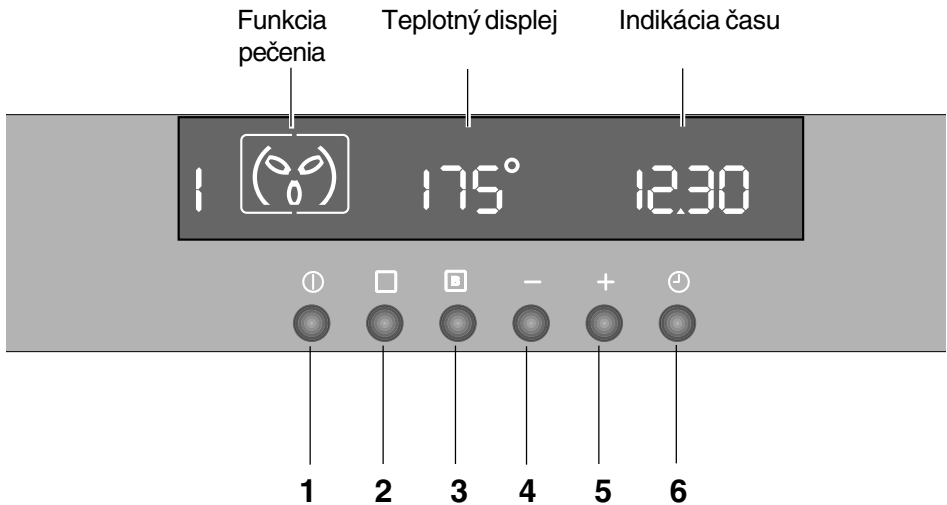 Funkcia
pečenia
Teplotný displej
Indikácia času
1
175°
12.30
B
− +
1 2 3 4 5 6